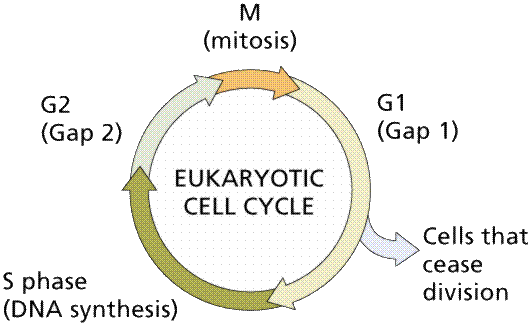 M
(mitosis)
G1
(Gap 1)
G2
(Gap 2)
EUKARYOTIC
CELL CYCLE
Cells that
cease
division
S phase
(DNA synthesis)